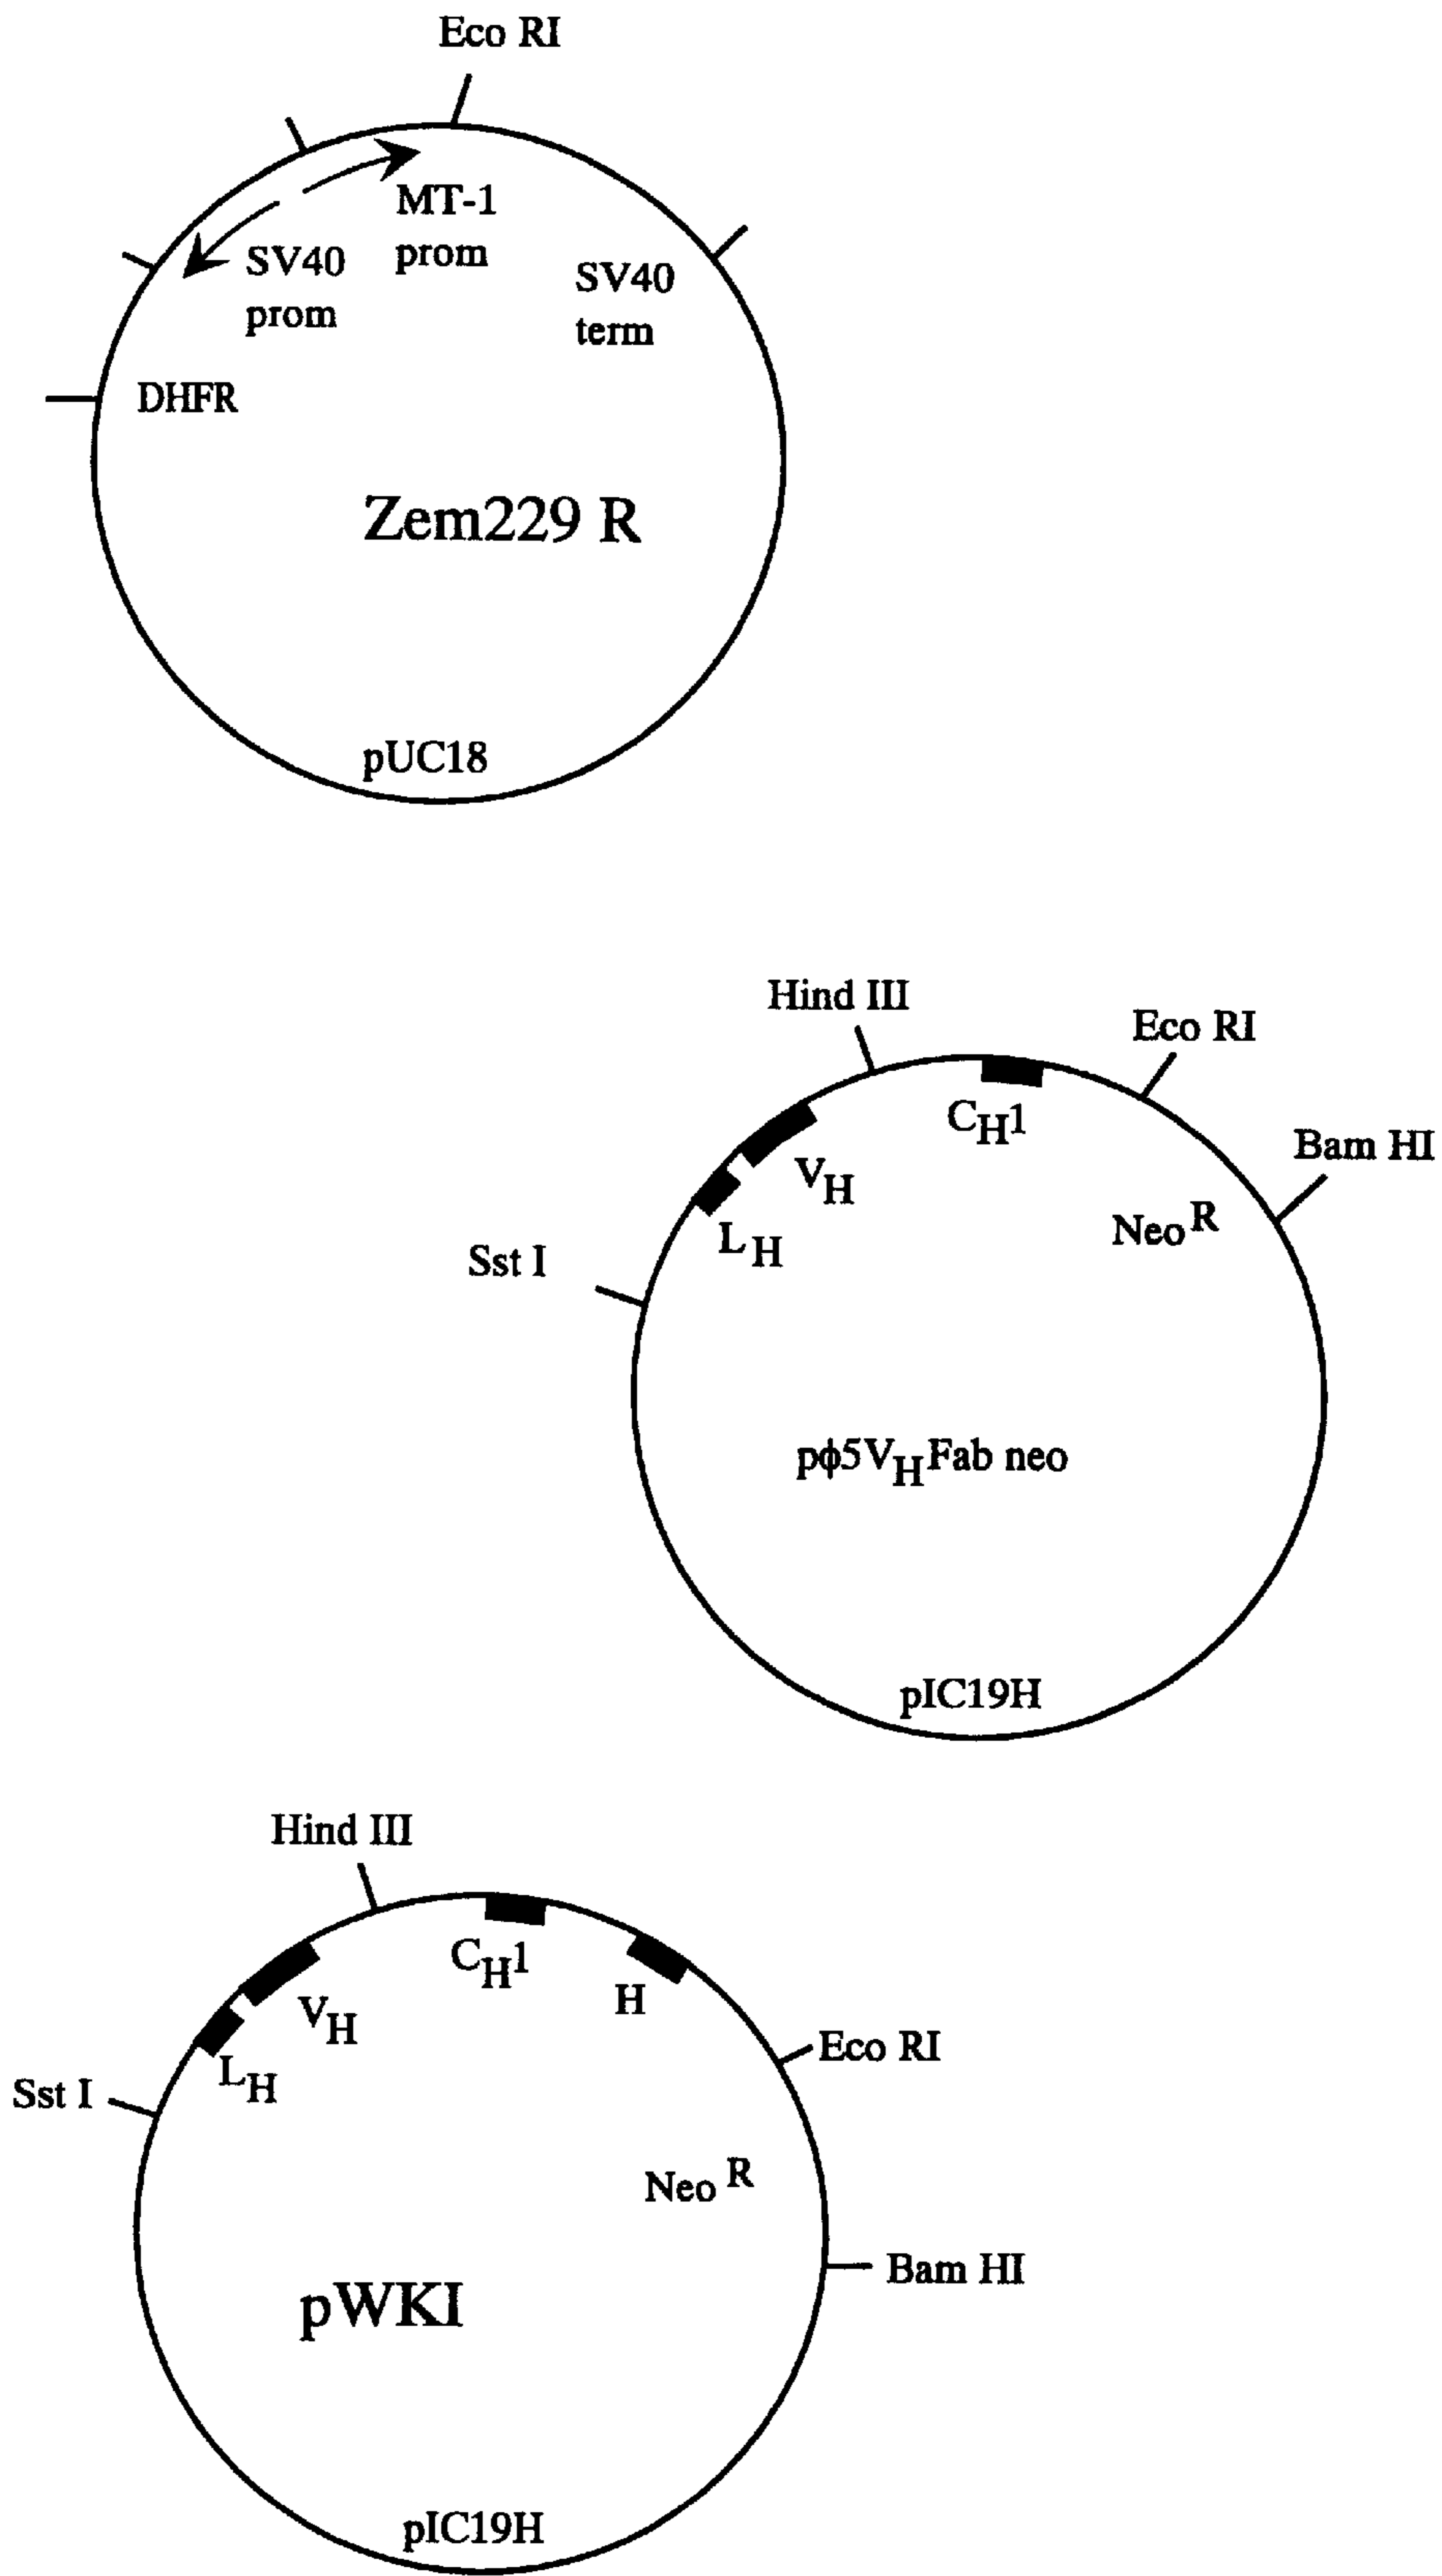 Eco RI
MT-1
prom
SV40
prom
SV40
term
DHFR
Zem229 R
pUC18
Hind III
Eco RI
CH1
Bam HI
VH
NeoR
LH
Sst I
pϕ5VHFab neo
pIC19H
Hind III
CH1
H
VH
Eco RI
LH
Sst I
NeoR
Bam HI
pWKI
pIC19H